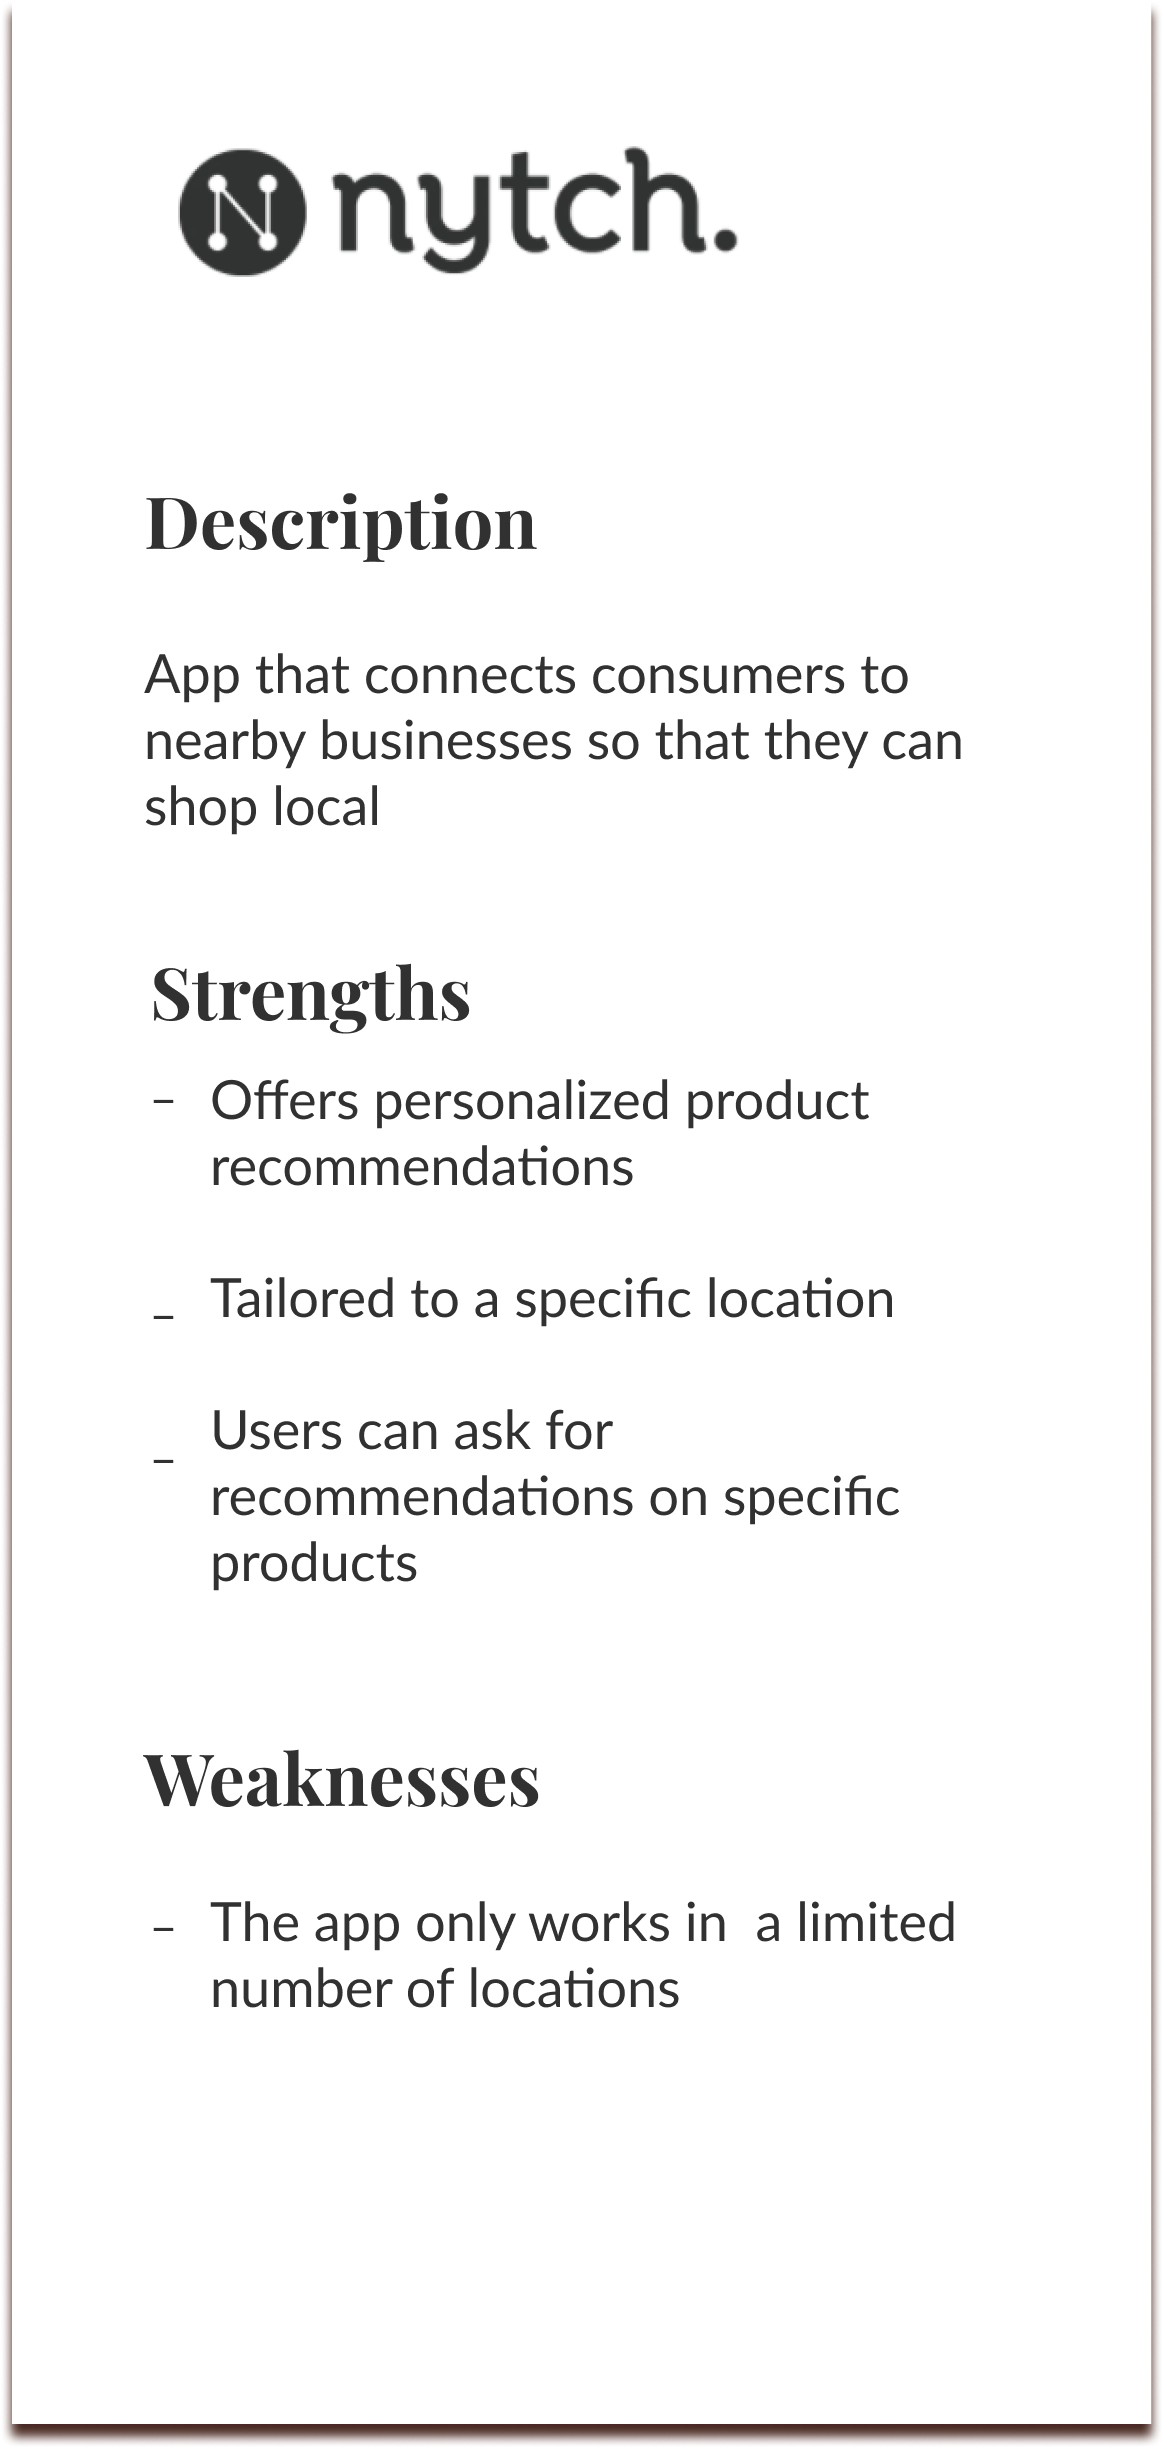 N nytch.
Description
App that connects consumers to
nearby businesses so that they can
shop local
Strengths
– Offers personalized product
recommendations
– Tailored to a specific location
– Users can ask for
recommendations on specific
products
Weaknesses
– The app only works in  a limited
number of locations